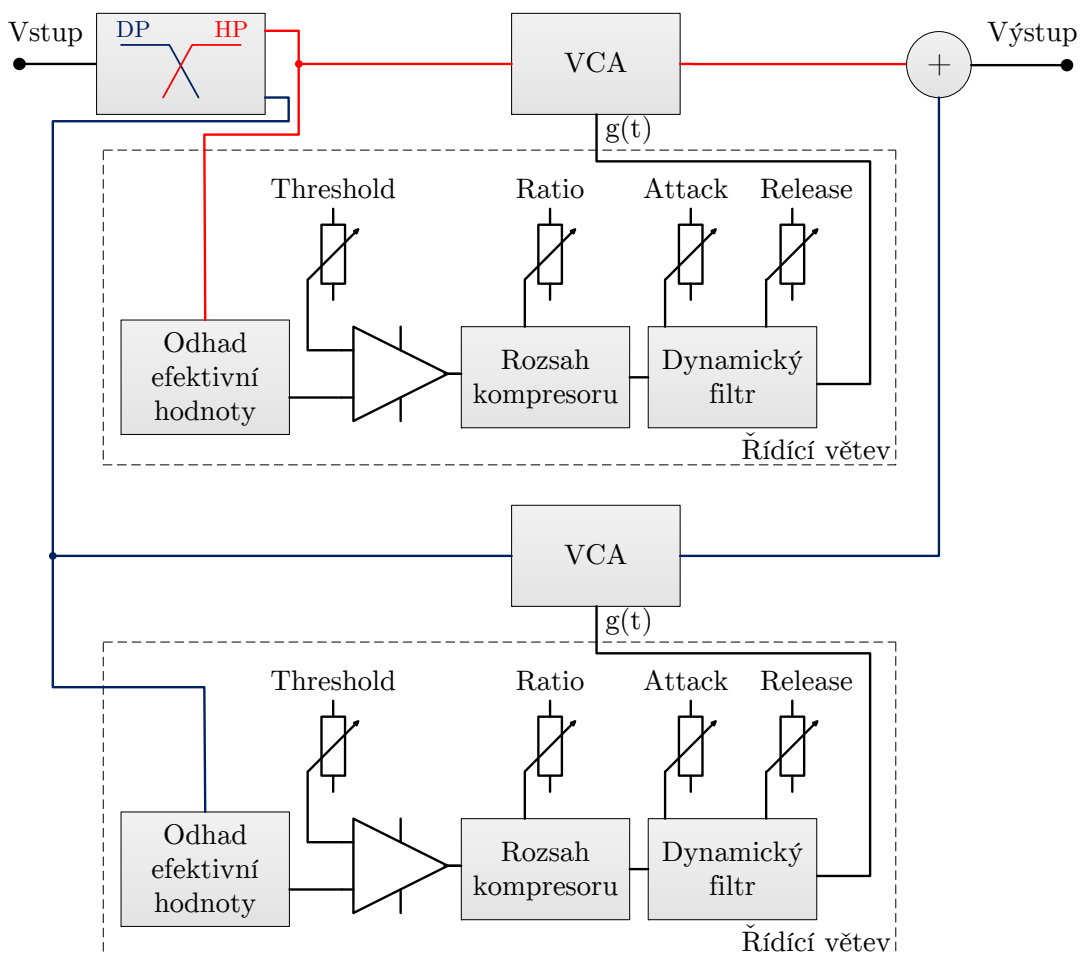 Vstup
DP
HP
VCA
+
Výstup
g(t)
Threshold
Ratio
Attack
Release
Odhad
efektivní
hodnoty
Rozsah
kompresoru
Dynamický
filtr
Řídící větev
VCA
g(t)
Threshold
Ratio
Attack
Release
Odhad
efektivní
hodnoty
Rozsah
kompresoru
Dynamický
filtr
Řídící větev